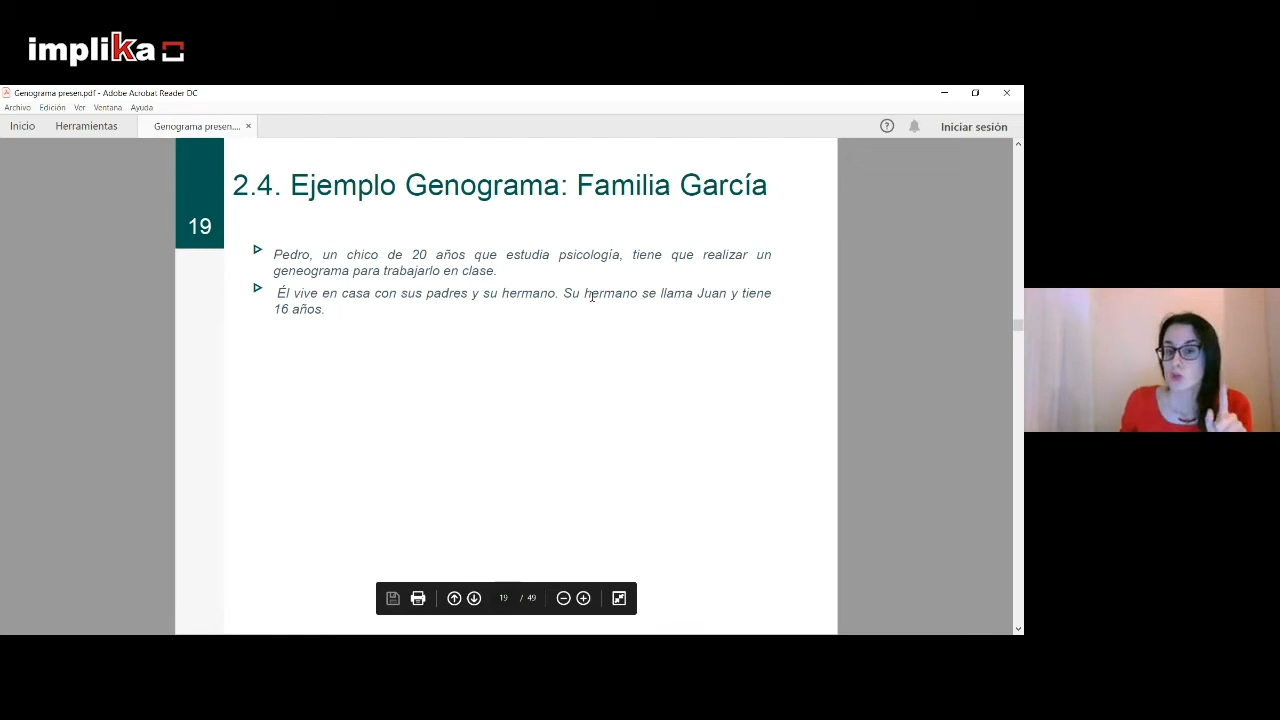 implika
Genograma presen.pdf - Adobe Acrobat Reader DC
Archivo Edición Ver Ventana Ayuda
Inicio Herramientas Genograma presen.... × ? Iniciar sesión
2.4. Ejemplo Genograma: Familia García
19
Pedro, un chico de 20 años que estudia psicología, tiene que realizar un
geneograma para trabajarlo en clase.
Él vive en casa con sus padres y su hermano. Su hermano se llama Juan y tiene
16 años.
19 / 49